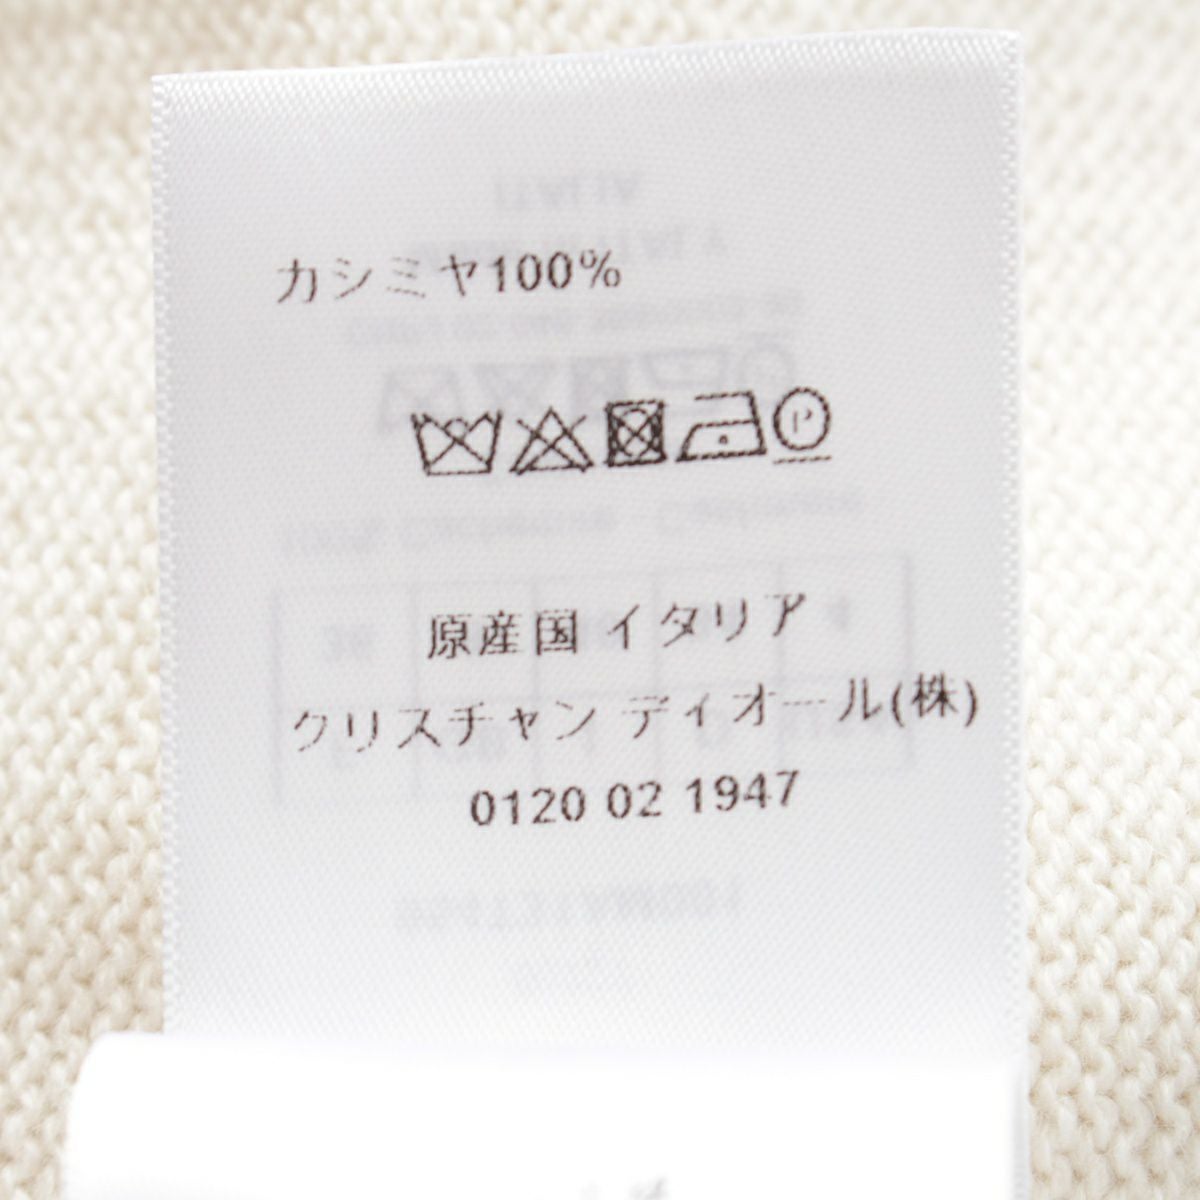 カシミヤ100%
P
原産国 イタリア
クリスチャン ディオール(株)
0120 02 1947